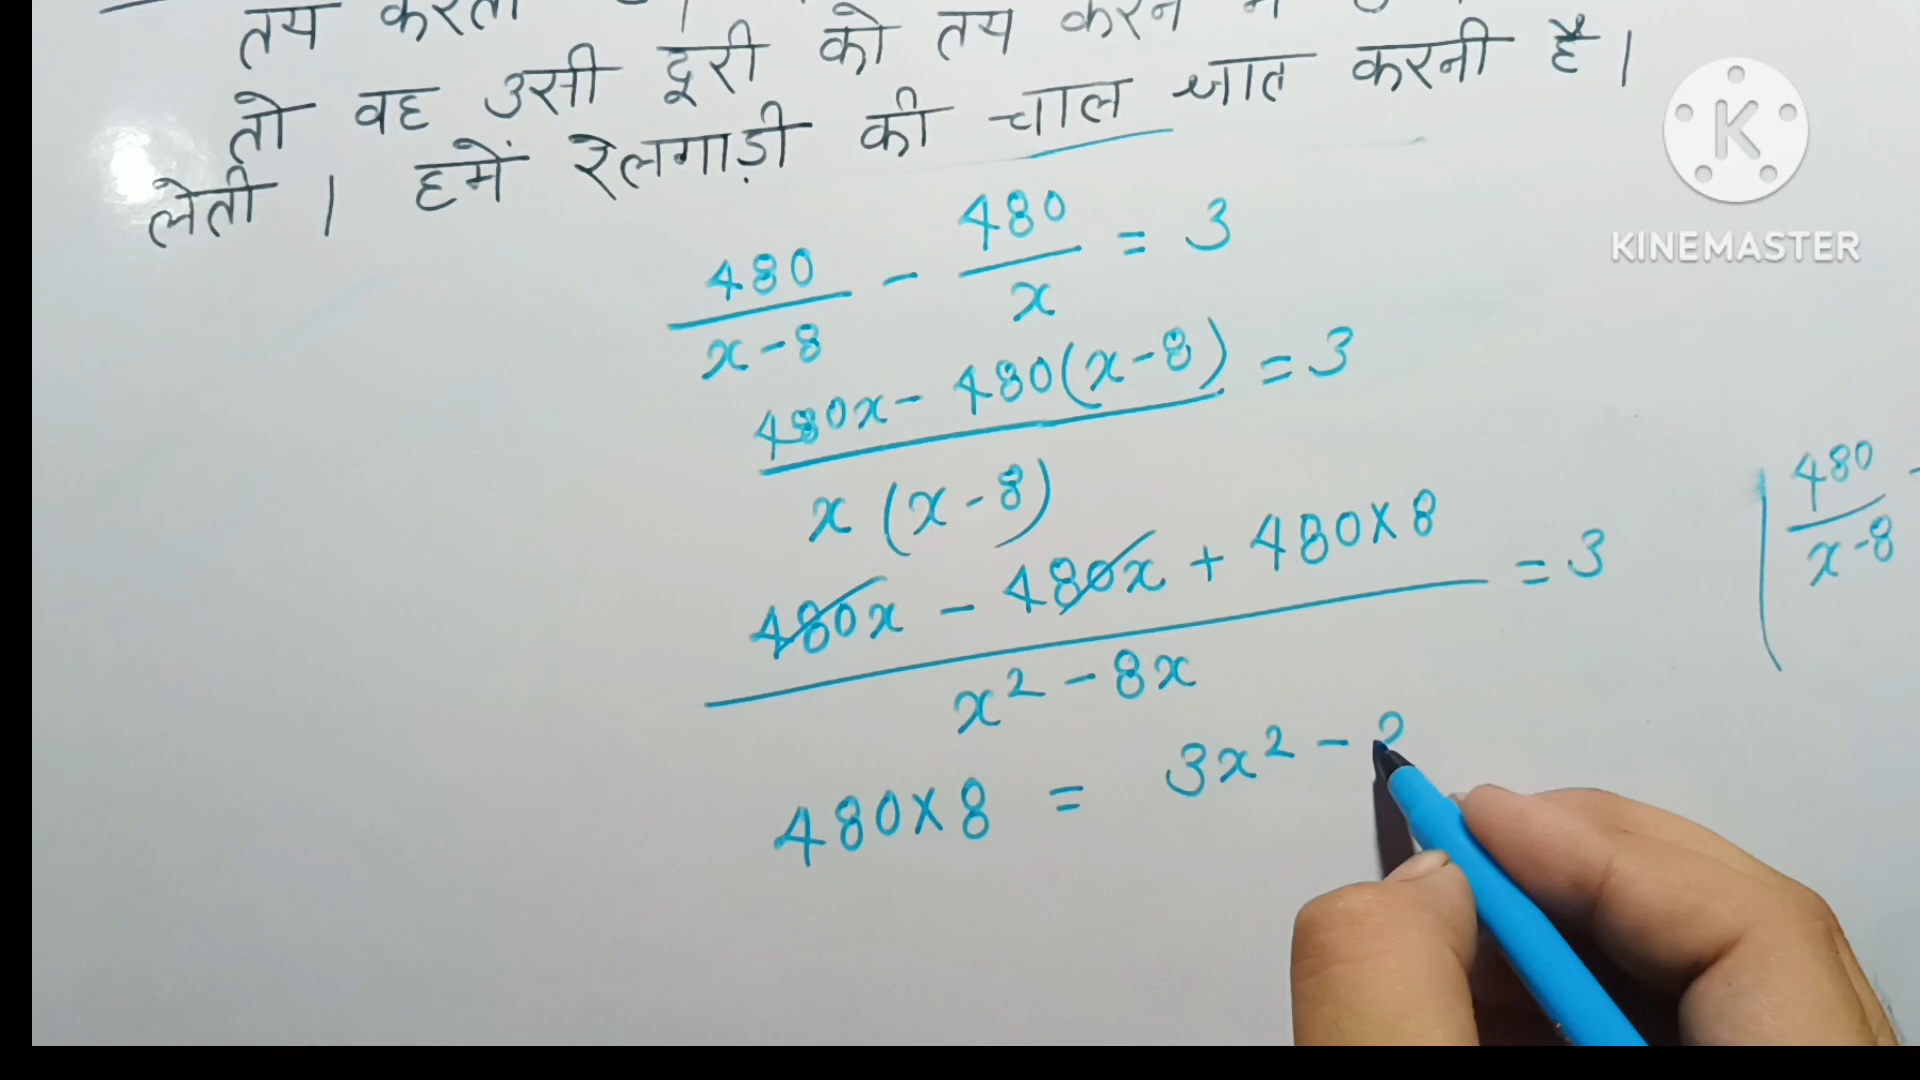 तय करता
को तय करने में
तो वह उसी दूरी
लेती । हमें रेलगाड़ी की चाल ज्ञात करनी है ।
K
KINEMASTER
480/(x-8) - 480/x = 3
(480x - 480(x-8))/(x(x-8)) = 3
480/(x-8)
(480x - 480x + 480×8)/(x² - 8x) = 3
480×8 = 3x² -